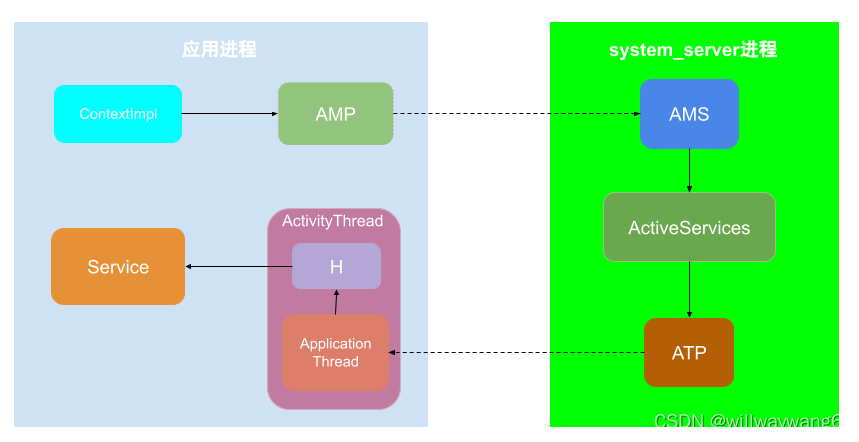 应用进程
system_server进程
ContextImpl
AMP
AMS
ActivityThread
ActiveServices
Service
H
Application
Thread
ATP
CSDN @willwaywang6